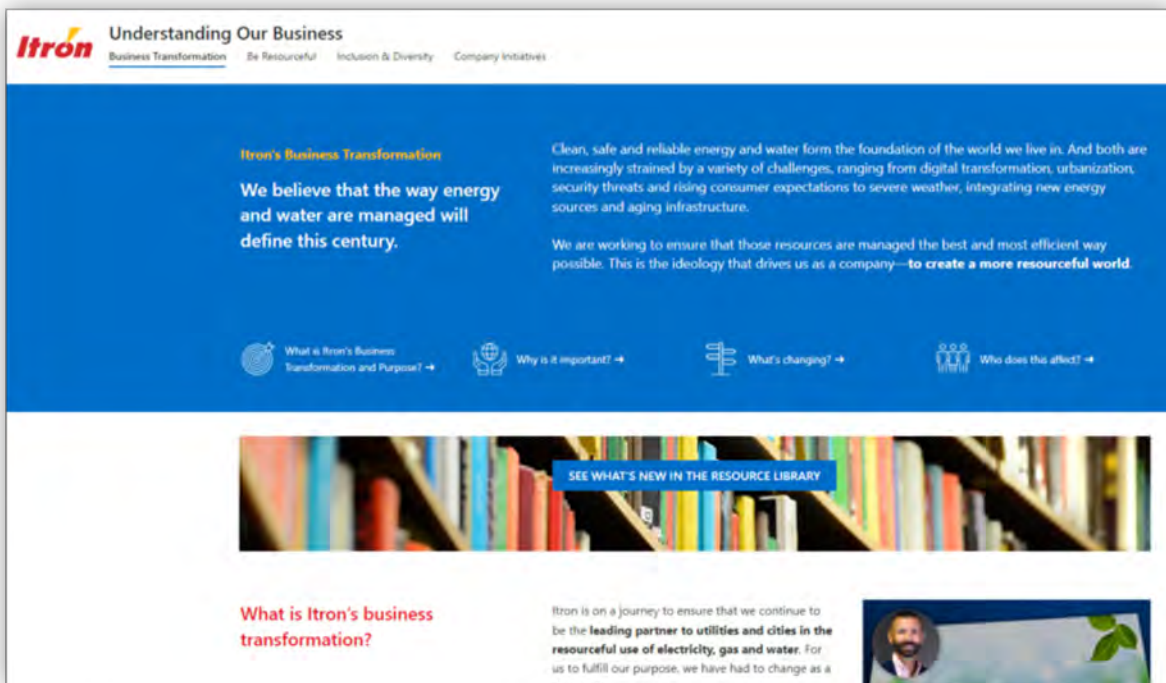 Itrón
Understanding Our Business
Business Transformation Be Resourceful Inclusion & Diversity Company Initiatives
Itron's Business Transformation
We believe that the way energy
and water are managed will
define this century.
Clean, safe and reliable energy and water form the foundation of the world we live in. And both are
increasingly strained by a variety of challenges, ranging from digital transformation, urbanization,
security threats and rising consumer expectations to severe weather, integrating new energy
sources and aging infrastructure.
We are working to ensure that those resources are managed the best and most efficient way
possible. This is the ideology that drives us as a company—to create a more resourceful world.
What is Itron's Business
Transformation and Purpose? →
Why is it important? →
What's changing? →
Who does this affect? →
SEE WHAT'S NEW IN THE RESOURCE LIBRARY
What is Itron's business
transformation?
Itron is on a journey to ensure that we continue to
be the leading partner to utilities and cities in the
resourceful use of electricity, gas and water. For
us to fulfill our purpose, we have had to change as a